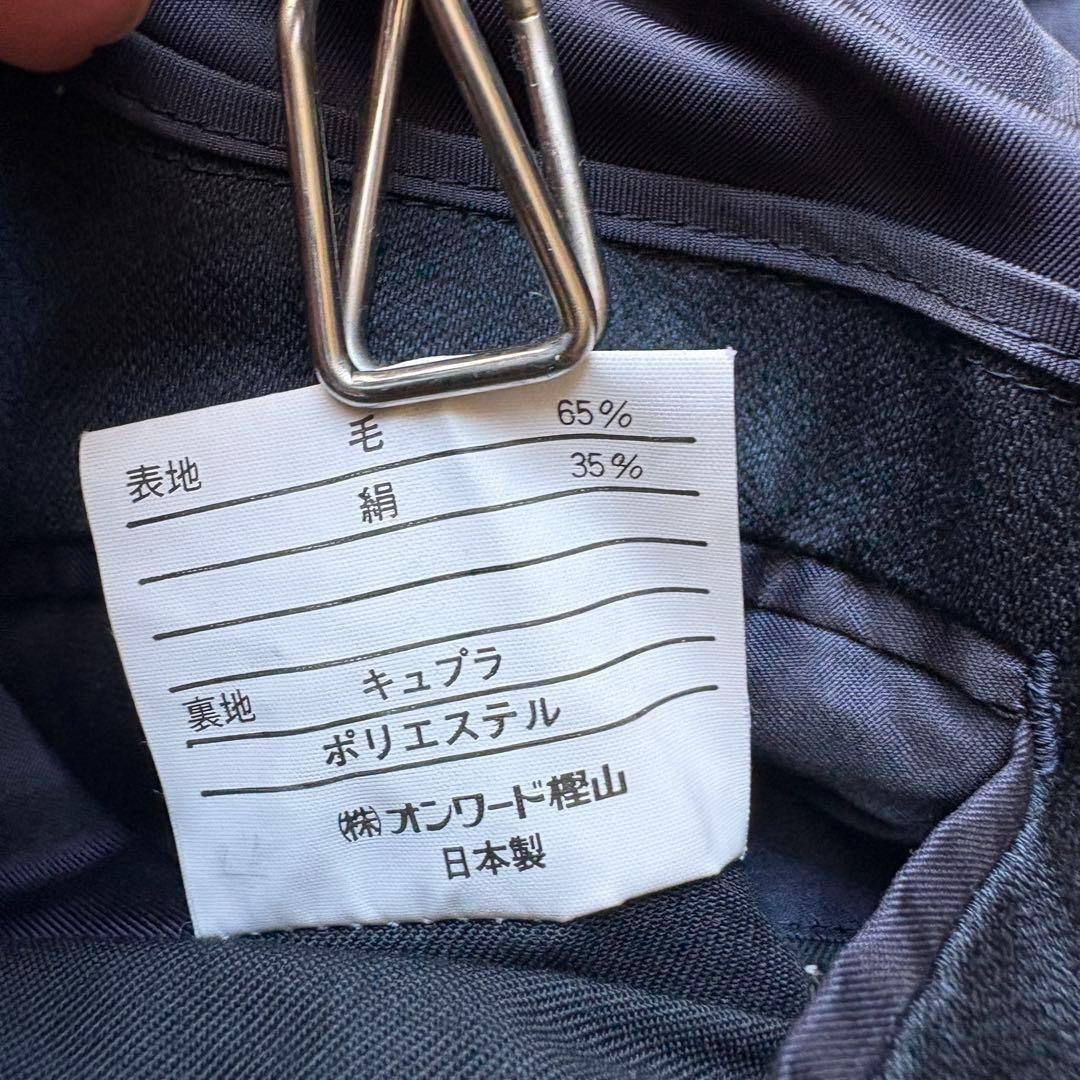 表地 毛 65%
絹 35%
裏地 キュプラ
ポリエステル
㈱オンワード樫山
日本製